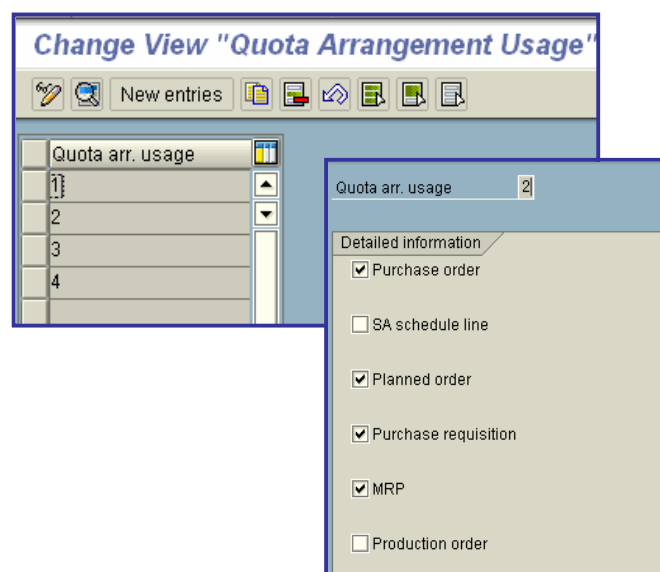 Change View "Quota Arrangement Usage"
New entries
Quota arr. usage
1
2
3
4
Quota arr. usage 2
Detailed information
Purchase order
SA schedule line
Planned order
Purchase requisition
MRP
Production order